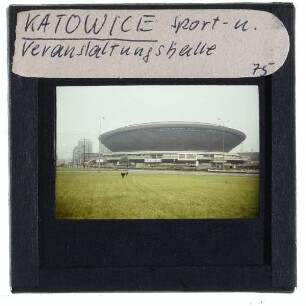 KATOWICE Sport-u.
Veranstaltungshalle
75